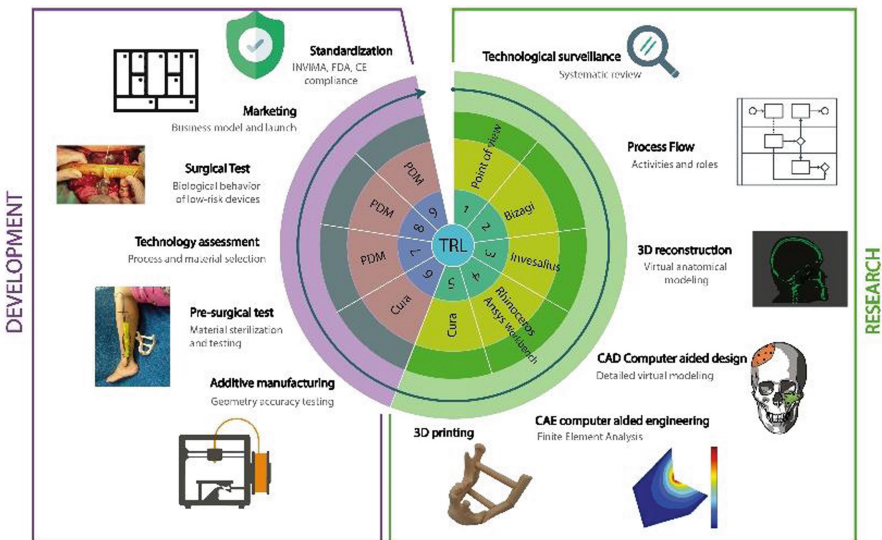 Standardization
INVIMA, FDA, CE
compliance
Marketing
Business model and launch
Surgical Test
Biological behavior
of low-risk devices
Technology assessment
Process and material selection
Pre-surgical test
Material sterilization
and testing
Additive manufacturing
Geometry accuracy testing
DEVELOPMENT
Technological surveillance
Systematic review
Process Flow
Activities and roles
3D reconstruction
Virtual anatomical
modeling
CAD Computer aided design
Detailed virtual modeling
CAE computer aided engineering
Finite Element Analysis
3D printing
RESEARCH
TRL
1
2
3
4
5
6
7
8
9
Point of view
Bizagi
Invesalius
Rhinoceros
Ansys Workbench
Cura
Cura
PDM
PDM
PDM